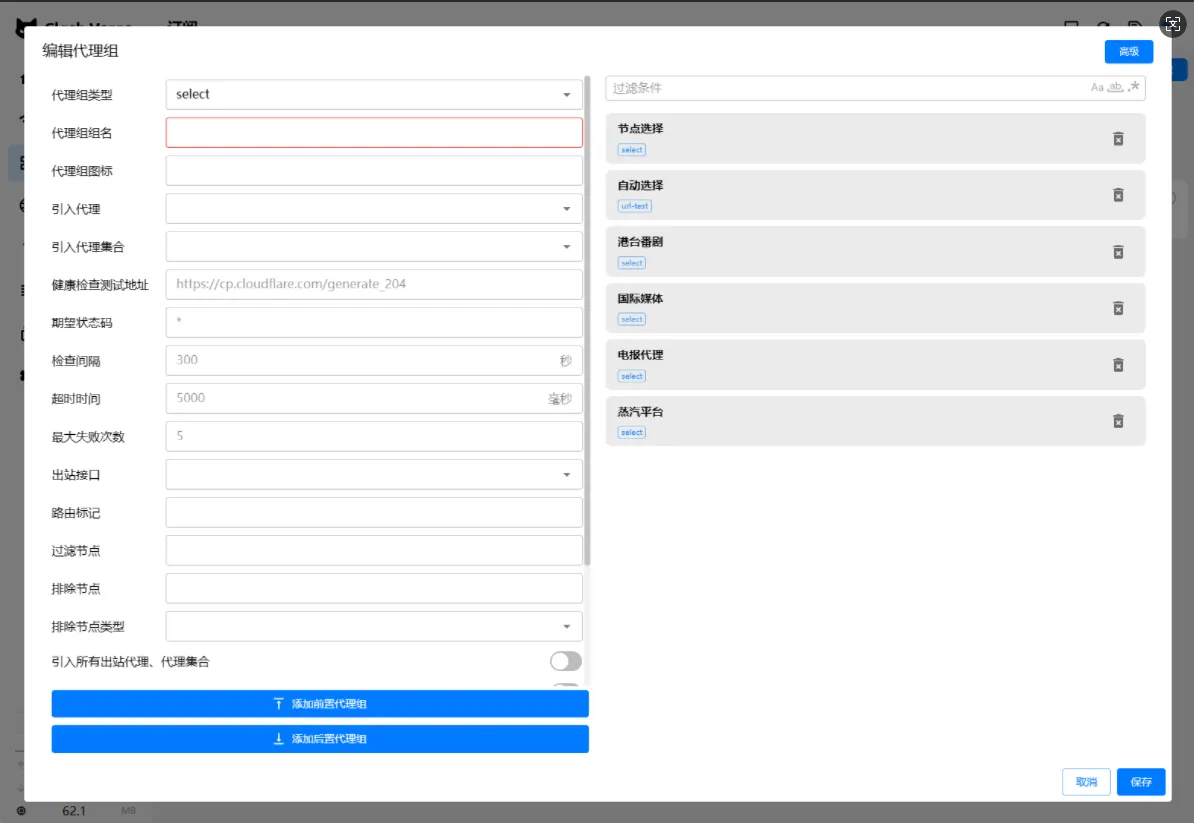 编辑代理组
高级
代理组类型
select
代理组组名
代理组图标
引入代理
引入代理集合
健康检查测试地址
https://cp.cloudflare.com/generate_204
期望状态码
*
检查间隔
300
秒
超时时间
5000
毫秒
最大失败次数
5
出站接口
路由标记
过滤节点
排除节点
排除节点类型
引入所有出站代理、代理集合
添加前置代理组
添加后置代理组
过滤条件
Aa ab .*
节点选择
select
自动选择
url-test
港台番剧
select
国际媒体
select
电报代理
select
蒸汽平台
select
取消
保存
62.1
MB